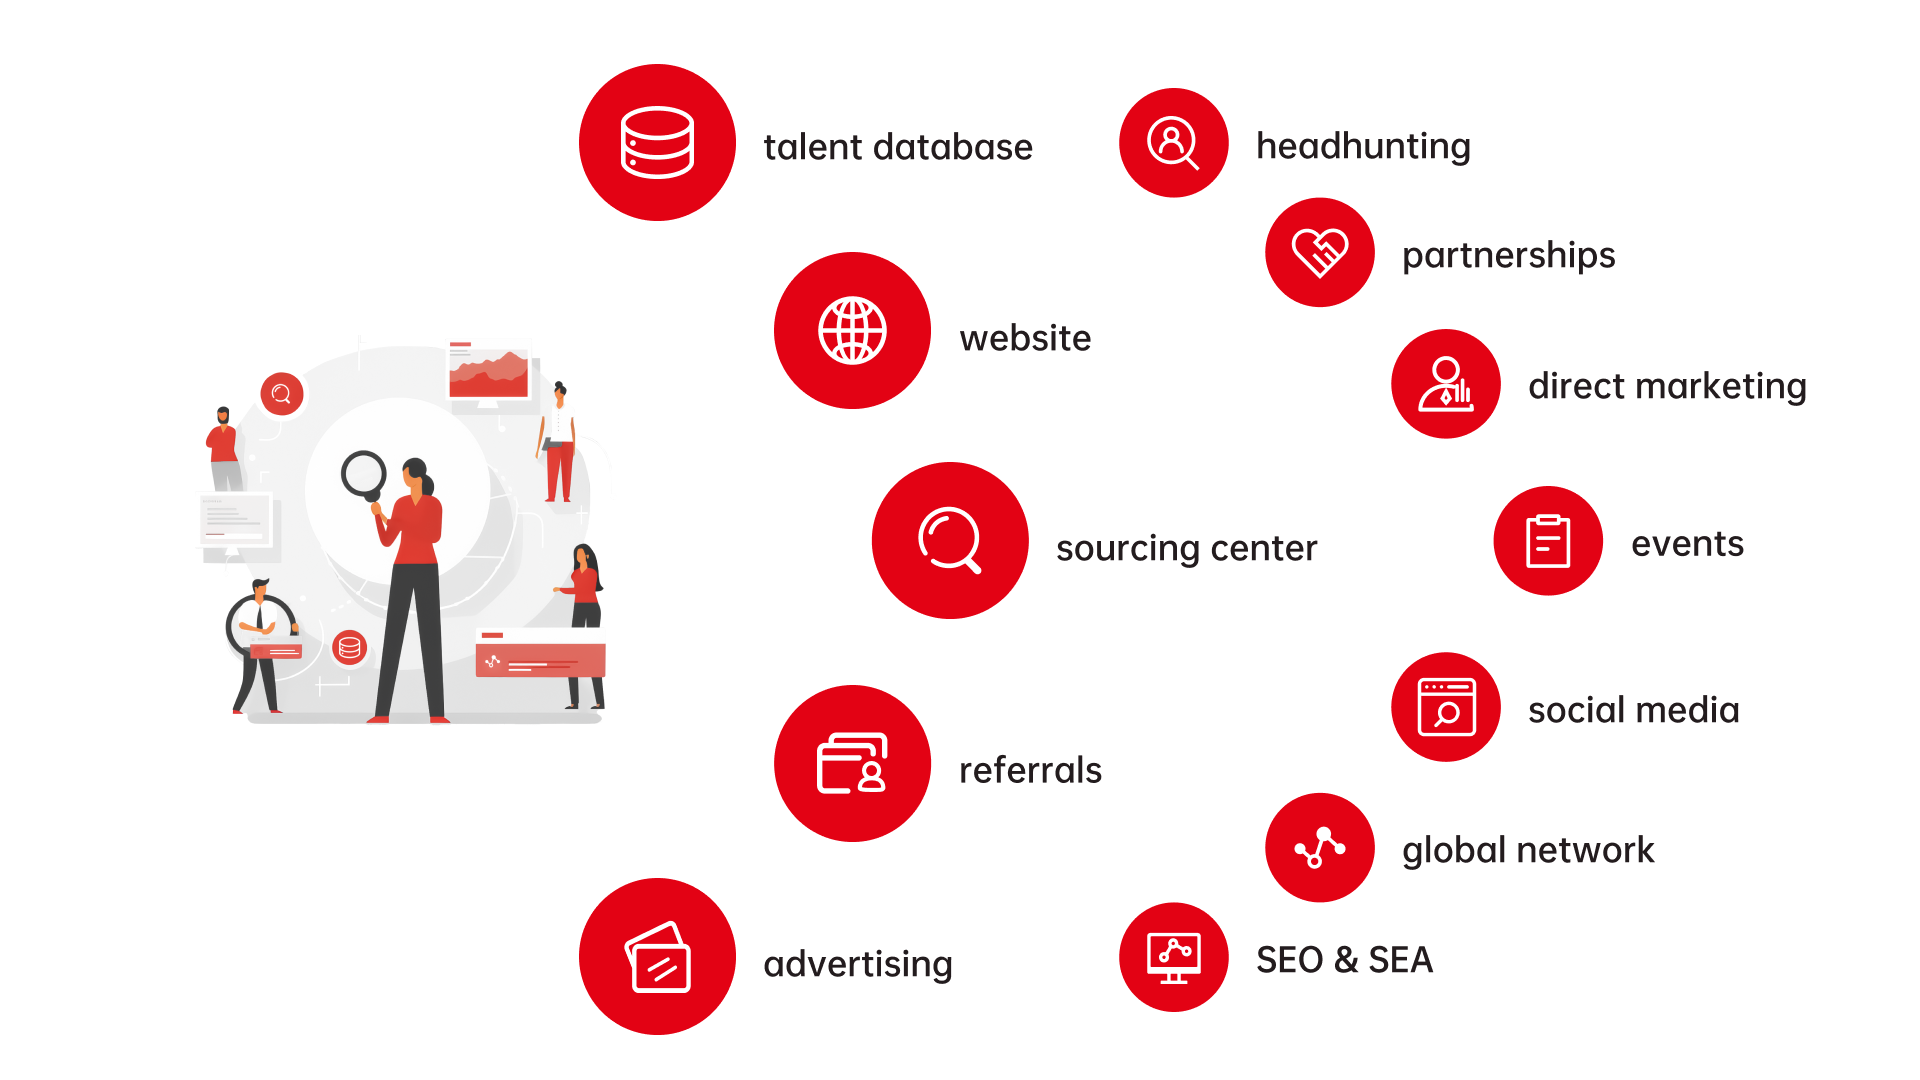 talent database
website
sourcing center
referrals
advertising
headhunting
partnerships
direct marketing
events
social media
global network
SEO & SEA